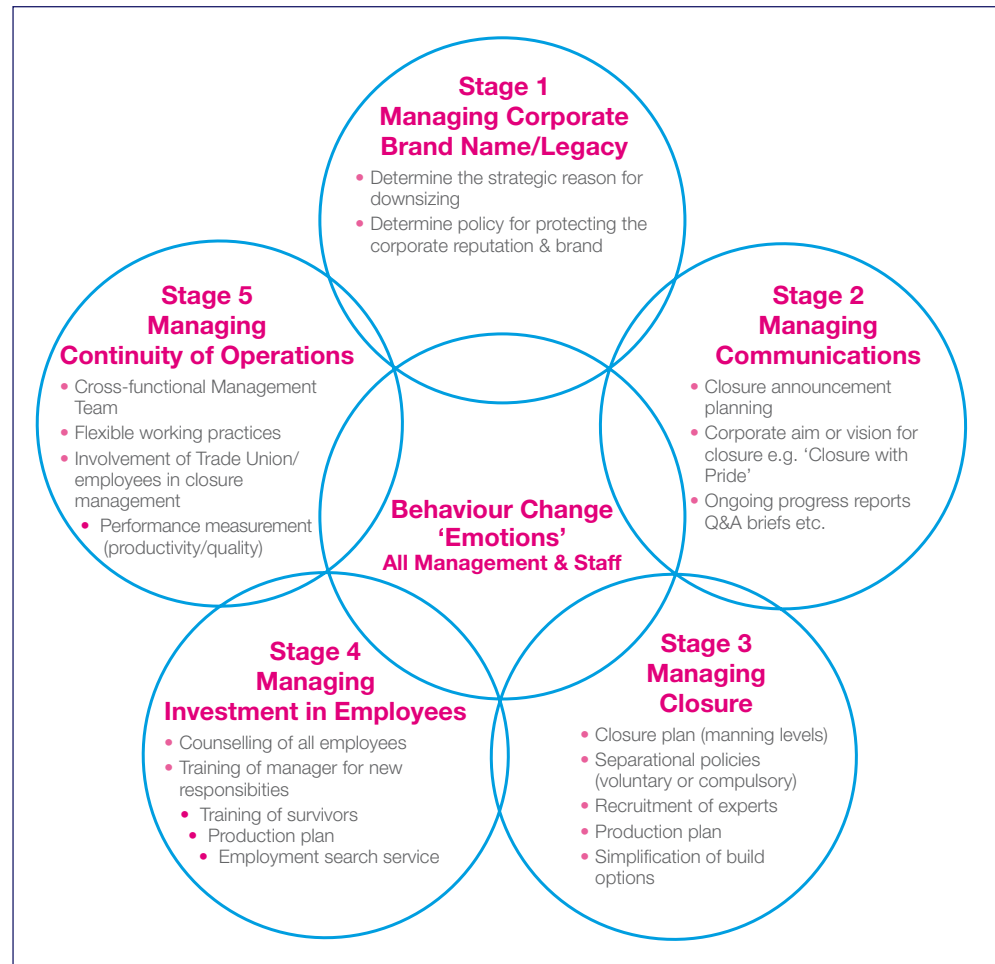 Stage 1
Managing Corporate
Brand Name/Legacy
• Determine the strategic reason for
downsizing
• Determine policy for protecting the
corporate reputation & brand
Stage 2
Managing
Communications
• Closure announcement
planning
• Corporate aim or vision for
closure e.g. ‘Closure with
Pride’
• Ongoing progress reports
Q&A briefs etc.
Stage 3
Managing
Closure
• Closure plan (manning levels)
• Separational policies
(voluntary or compulsory)
• Recruitment of experts
• Production plan
• Simplification of build
options
Stage 4
Managing
Investment in Employees
• Counselling of all employees
• Training of manager for new
responsibities
• Training of survivors
• Production plan
• Employment search service
Stage 5
Managing
Continuity of Operations
• Cross-functional Management
Team
• Flexible working practices
• Involvement of Trade Union/
employees in closure
management
• Performance measurement
(productivity/quality)
Behaviour Change
‘Emotions’
All Management & Staff